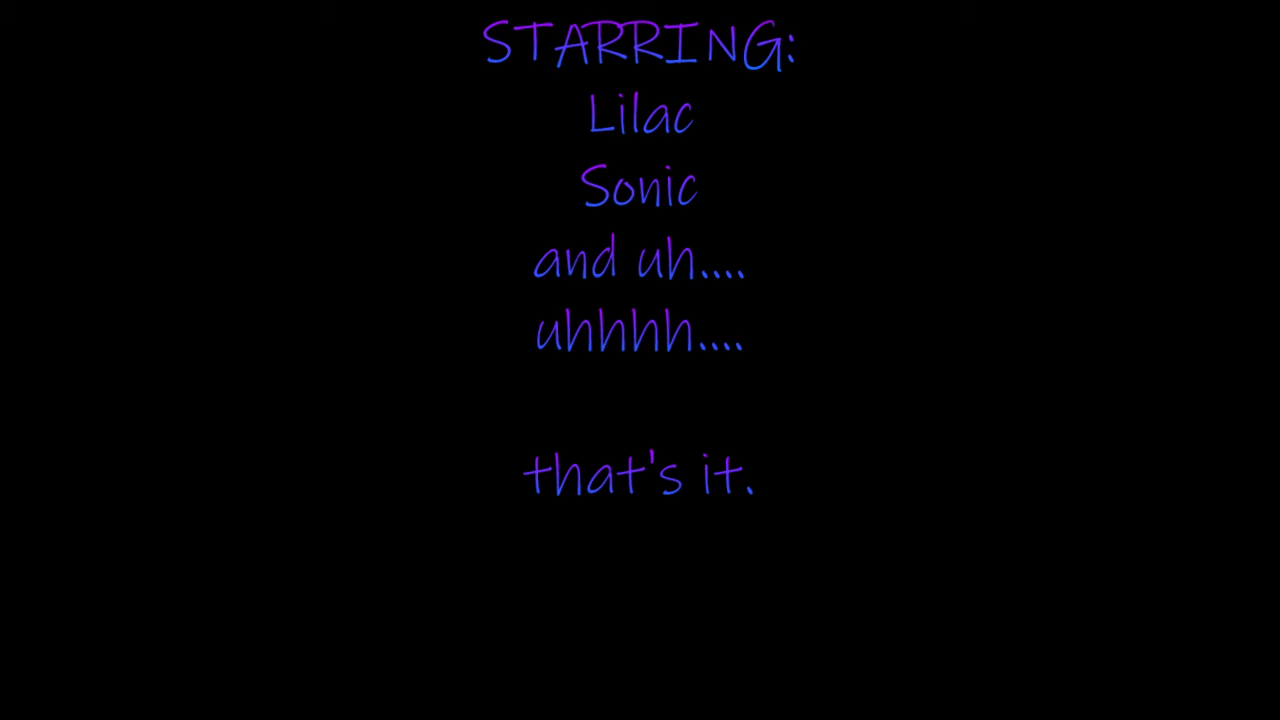 STARRING:
Lilac
Sonic
and uh....
uhhhh....
that's it.